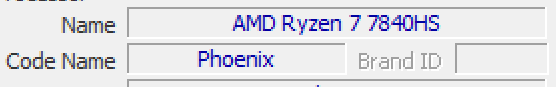 Name AMD Ryzen 7 7840HS
Code Name Phoenix Brand ID